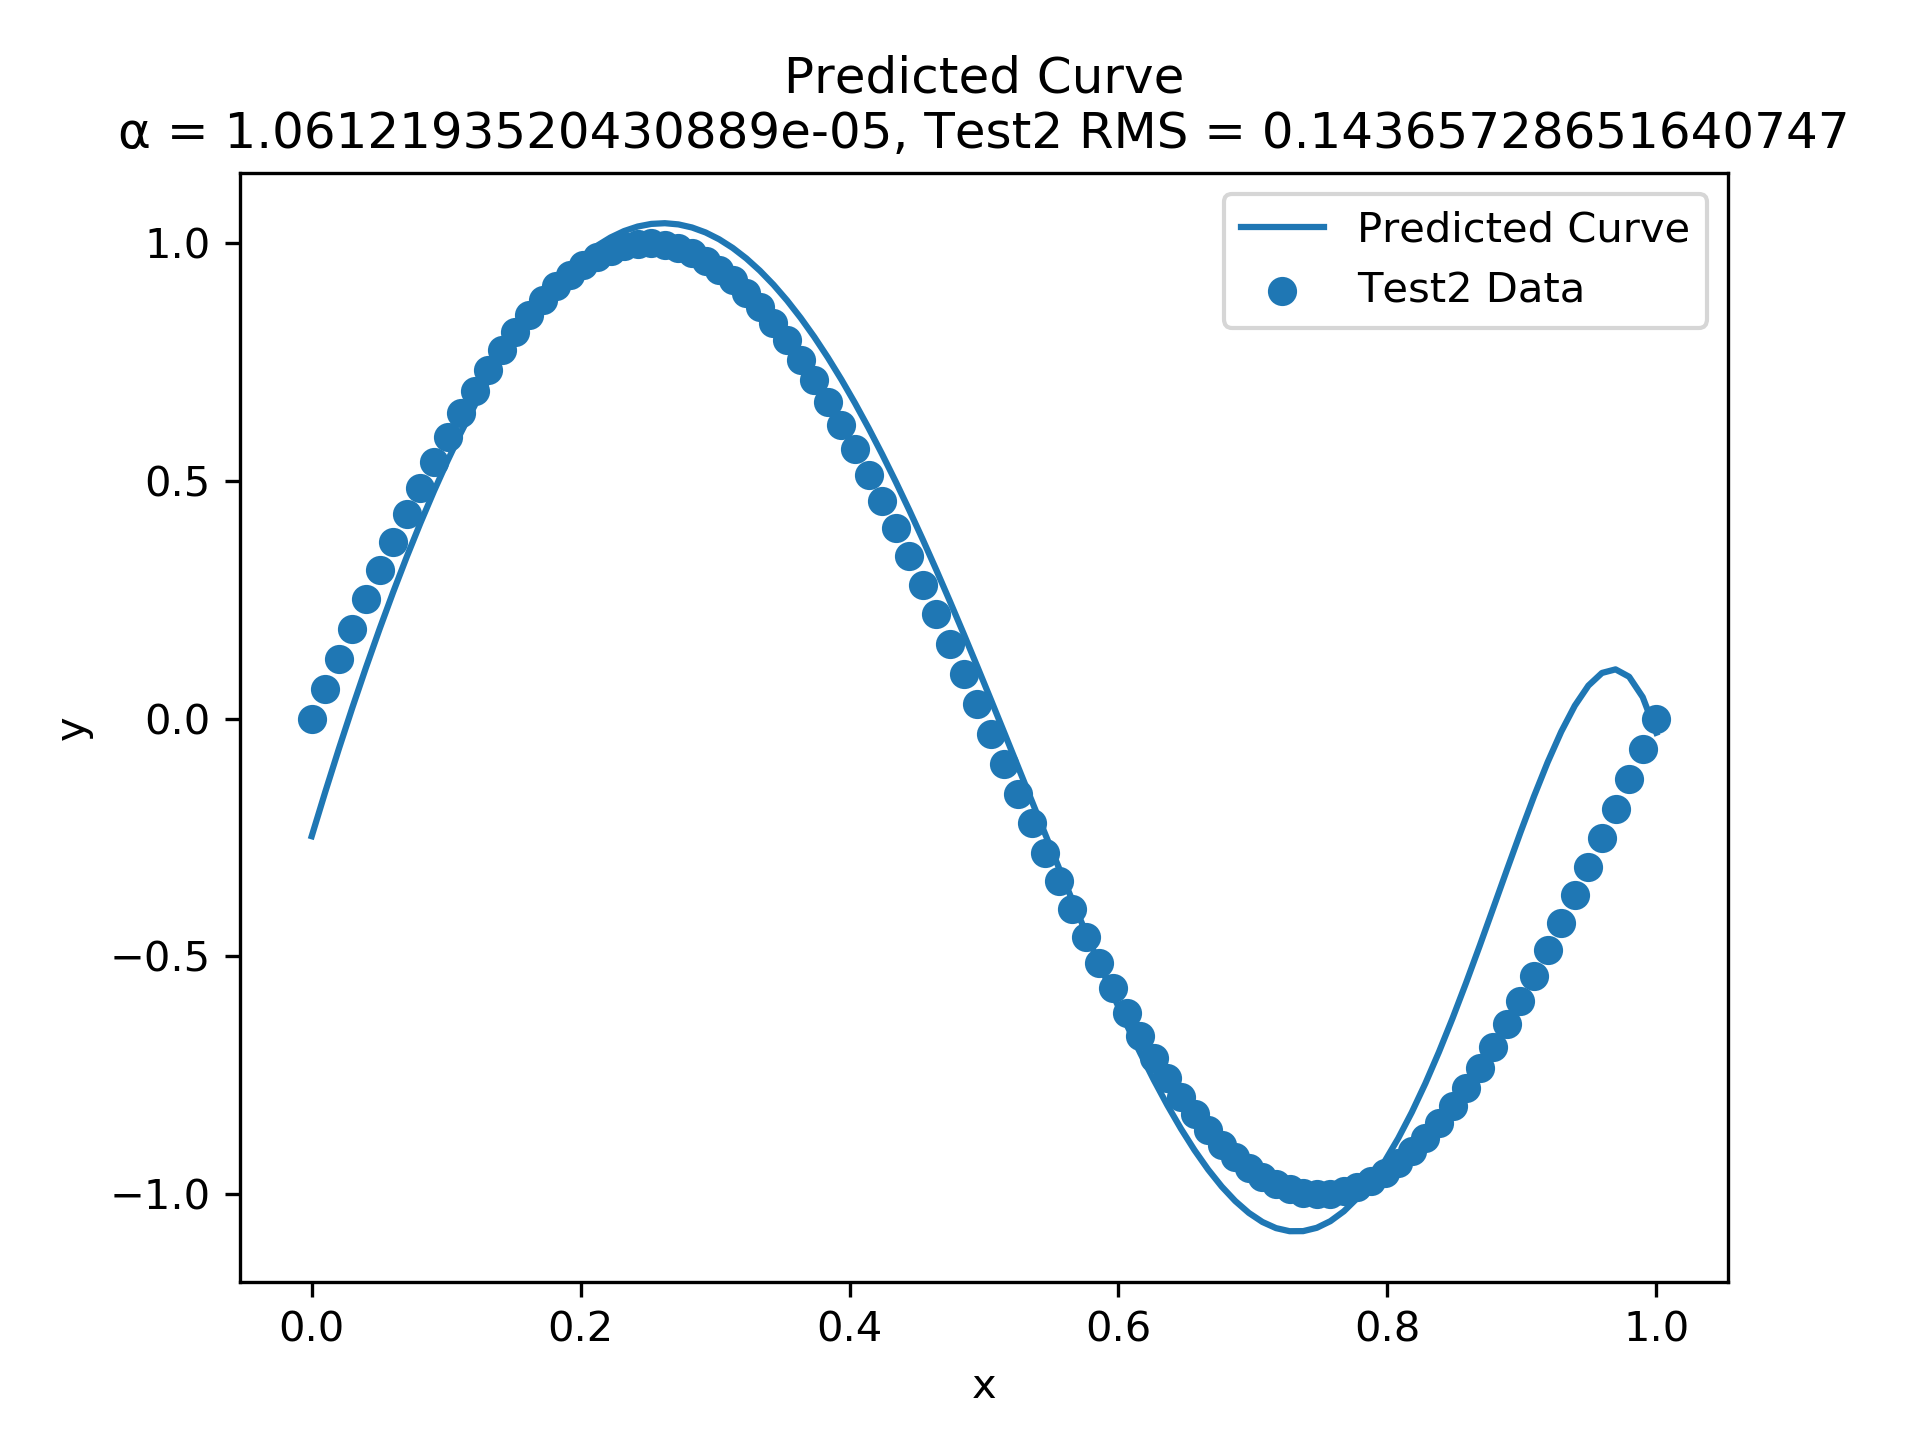 Predicted Curve
α = 1.0612193520430889e-05, Test2 RMS = 0.14365728651640747
Predicted Curve
Test2 Data
1.0
0.5
0.0
−0.5
−1.0
y
0.0 0.2 0.4 0.6 0.8 1.0
x